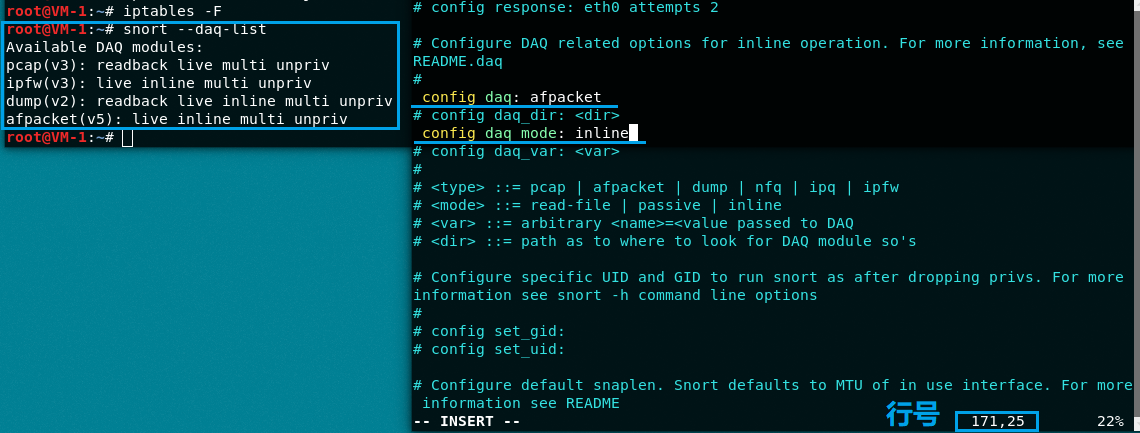 root@VM-1:~# iptables -F
root@VM-1:~# snort --daq-list
Available DAQ modules:
pcap(v3): readback live multi unpriv
ipfw(v3): live inline multi unpriv
dump(v2): readback live inline multi unpriv
afpacket(v5): live inline multi unpriv
root@VM-1:~#
# config response: eth0 attempts 2
# Configure DAQ related options for inline operation. For more information, see
README.daq
#
config daq: afpacket
# config daq_dir: <dir>
config daq_mode: inline
# config daq_var: <var>
#
# <type> ::= pcap | afpacket | dump | nfq | ipq | ipfw
# <mode> ::= read-file | passive | inline
# <var> ::= arbitrary <name>=<value passed to DAQ
# <dir> ::= path as to where to look for DAQ module so's
# Configure specific UID and GID to run snort as after dropping privs. For more
information see snort -h command line options
#
# config set_gid:
# config set_uid:
# Configure default snaplen. Snort defaults to MTU of in use interface. For more
information see README
-- INSERT -- 行号 171,25 22%